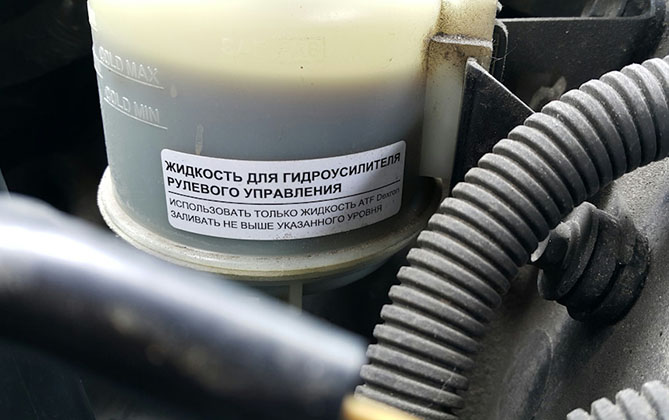 COLD MAX
COLD MIN
ЖИДКОСТЬ ДЛЯ ГИДРОУСИЛИТЕЛЯ
РУЛЕВОГО УПРАВЛЕНИЯ
ИСПОЛЬЗОВАТЬ ТОЛЬКО ЖИДКОСТЬ ATF Dexron
ЗАЛИВАТЬ НЕ ВЫШЕ УКАЗАННОГО УРОВНЯ